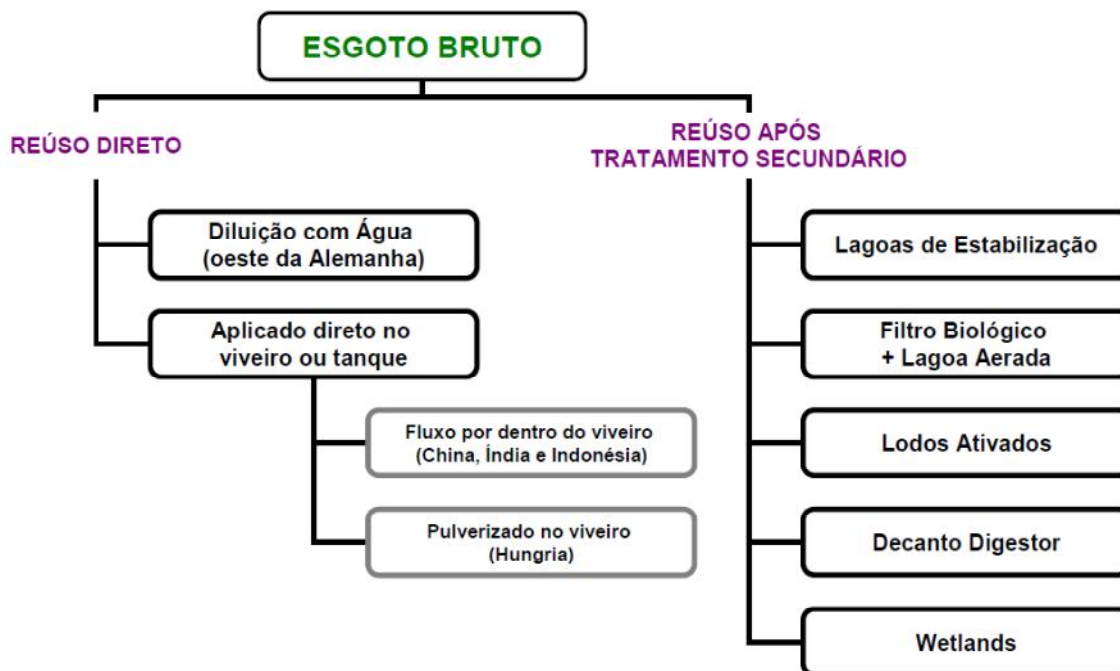 ESGOTO BRUTO
REÚSO DIRETO
Diluição com Água
(oeste da Alemanha)
Aplicado direto no
viveiro ou tanque
Fluxo por dentro do viveiro
(China, Índia e Indonésia)
Pulverizado no viveiro
(Hungria)
REÚSO APÓS
TRATAMENTO SECUNDÁRIO
Lagoas de Estabilização
Filtro Biológico
+ Lagoa Aerada
Lodos Ativados
Decanto Digestor
Wetlands